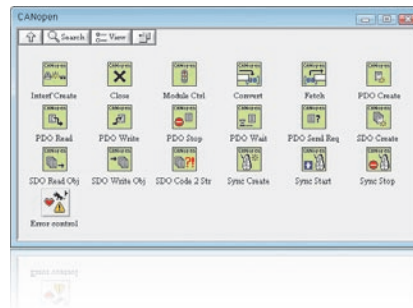 CANopen
Search View
Interf Create Close Module Ctrl Convert Fetch PDO Create
PDO Read PDO Write PDO Stop PDO Wait PDO Send Req SDO Create
SDO Read Obj SDO Write Obj SDO Code 2 Str Sync Create Sync Start Sync Stop
Error control